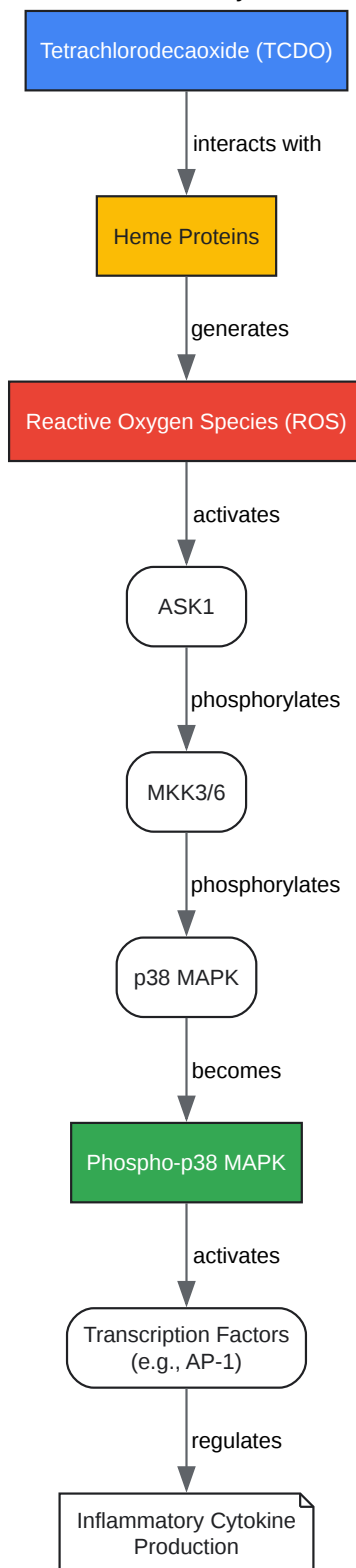 Tetrachlorodecaoxide (TCDO)
interacts with
Heme Proteins
generates
Reactive Oxygen Species (ROS)
activates
ASK1
phosphorylates
MKK3/6
phosphorylates
p38 MAPK
becomes
Phospho-p38 MAPK
activates
Transcription Factors
(e.g., AP-1)
regulates
Inflammatory Cytokine
Production